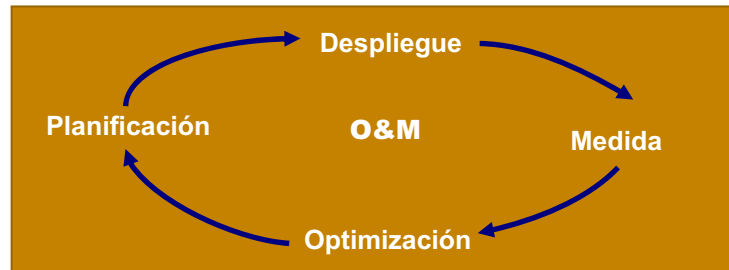 Despliegue
Planificación
O&M
Medida
Optimización